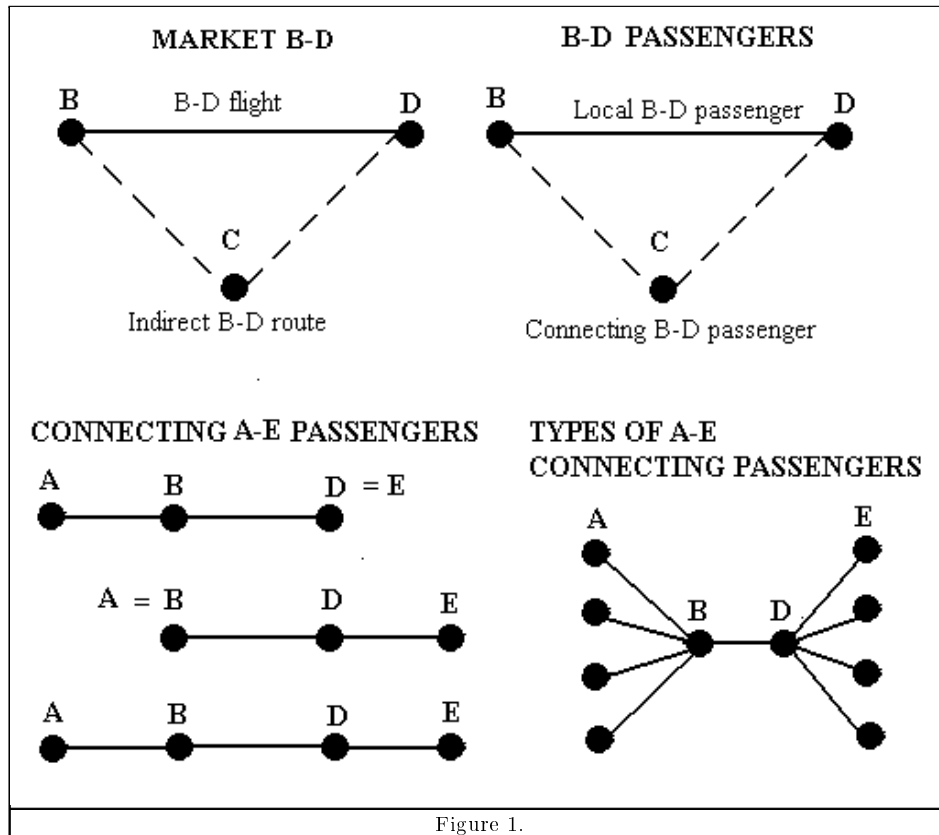 MARKET B-D
B
B-D flight
D
C
Indirect B-D route
B-D PASSENGERS
B
Local B-D passenger
D
C
Connecting B-D passenger
CONNECTING A-E PASSENGERS
A
B
D = E
A = B
D
E
A
B
D
E
TYPES OF A-E
CONNECTING PASSENGERS
A
E
B
D
Figure 1.